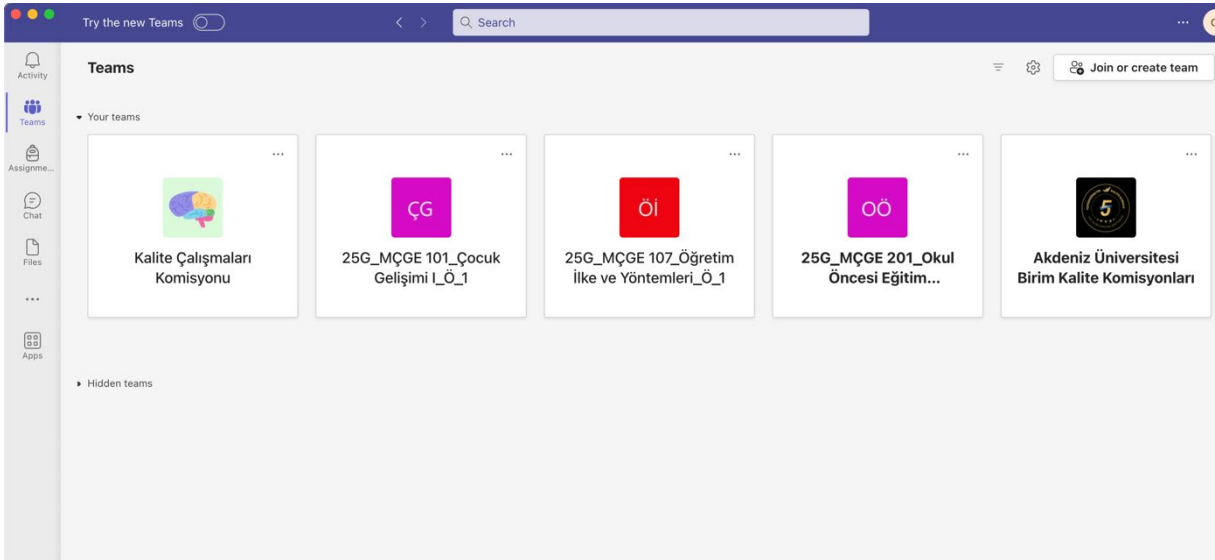 Try the new Teams
Search
Activity
Teams
Assignme...
Chat
Files
Apps
Teams
Join or create team
Your teams
Kalite Çalışmaları
Komisyonu
ÇG
25G_MÇGE 101_Çocuk
Gelişimi I_Ö_1
Öİ
25G_MÇGE 107_Öğretim
İlke ve Yöntemleri_Ö_1
OÖ
25G_MÇGE 201_Okul
Öncesi Eğitim...
5
Akdeniz Üniversitesi
Birim Kalite Komisyonları
Hidden teams